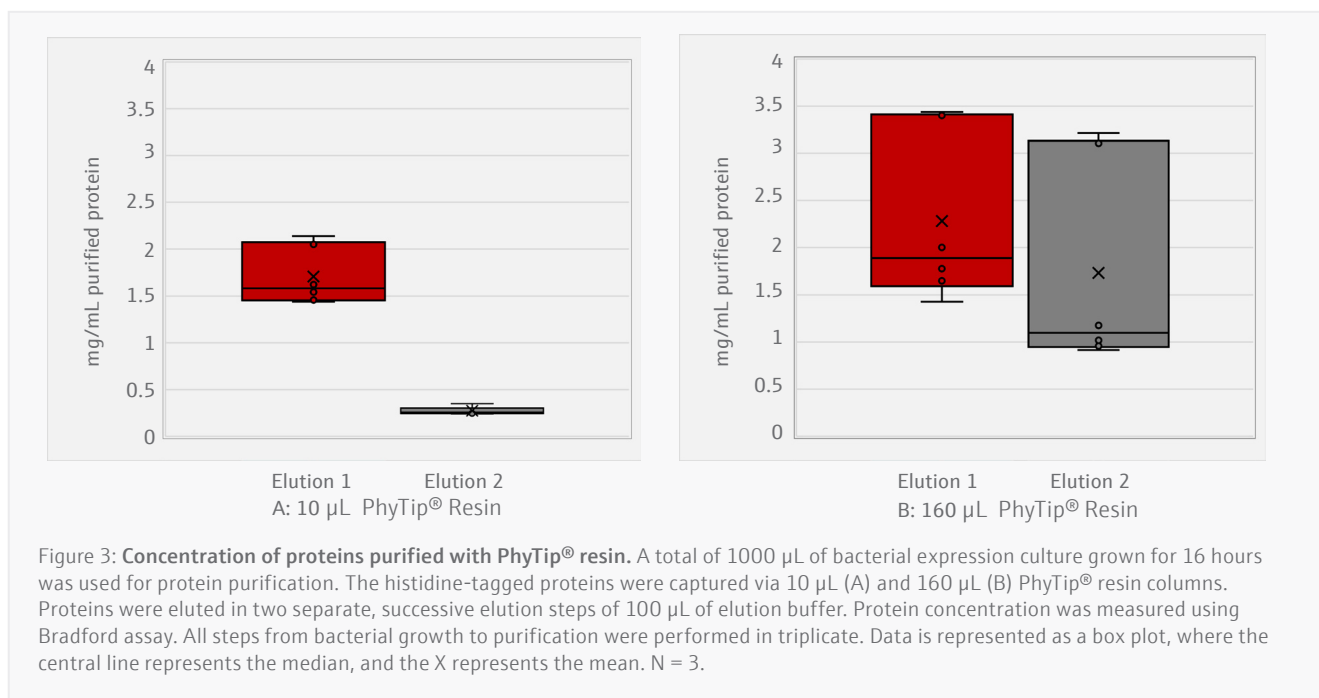 4
3.5
3
2.5
2
1.5
1
0.5
0
mg/mL purified protein
Elunion 1 Elution 2
A: 10 µL PhyTip® Resin
4
3.5
3
2.5
2
1.5
1
0.5
0
mg/mL purified protein
Elution 1 Elution 2
B: 160 µL PhyTip® Resin
Figure 3: Concentration of proteins purified with PhyTip® resin. A total of 1000 µL of bacterial expression culture grown for 16 hours
was used for protein purification. The histidine-tagged proteins were captured via 10 µL (A) and 160 µL (B) PhyTip® resin columns.
Proteins were eluted in two separate, successive elution steps of 100 µL of elution buffer. Protein concentration was measured using
Bradford assay. All steps from bacterial growth to purification were performed in triplicate. Data is represented as a box plot, where the
central line represents the median, and the X represents the mean. N = 3.